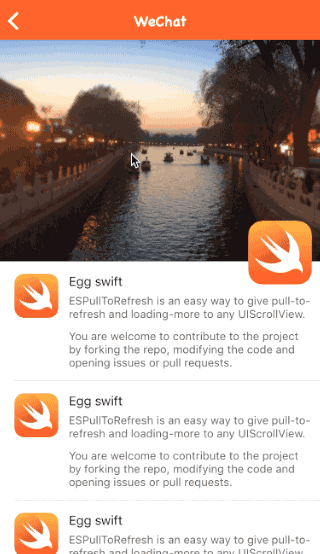 WeChat
Egg swift
ESPullToRefresh is an easy way to give pull-to-
refresh and loading-more to any UIScrollView.
You are welcome to contribute to the project
by forking the repo, modifying the code and
opening issues or pull requests.
Egg swift
ESPullToRefresh is an easy way to give pull-to-
refresh and loading-more to any UIScrollView.
You are welcome to contribute to the project
by forking the repo, modifying the code and
opening issues or pull requests.
Egg swift
ESPullToRefresh is an easy way to give pull-to-
refresh and loading-more to any UIScrollView.